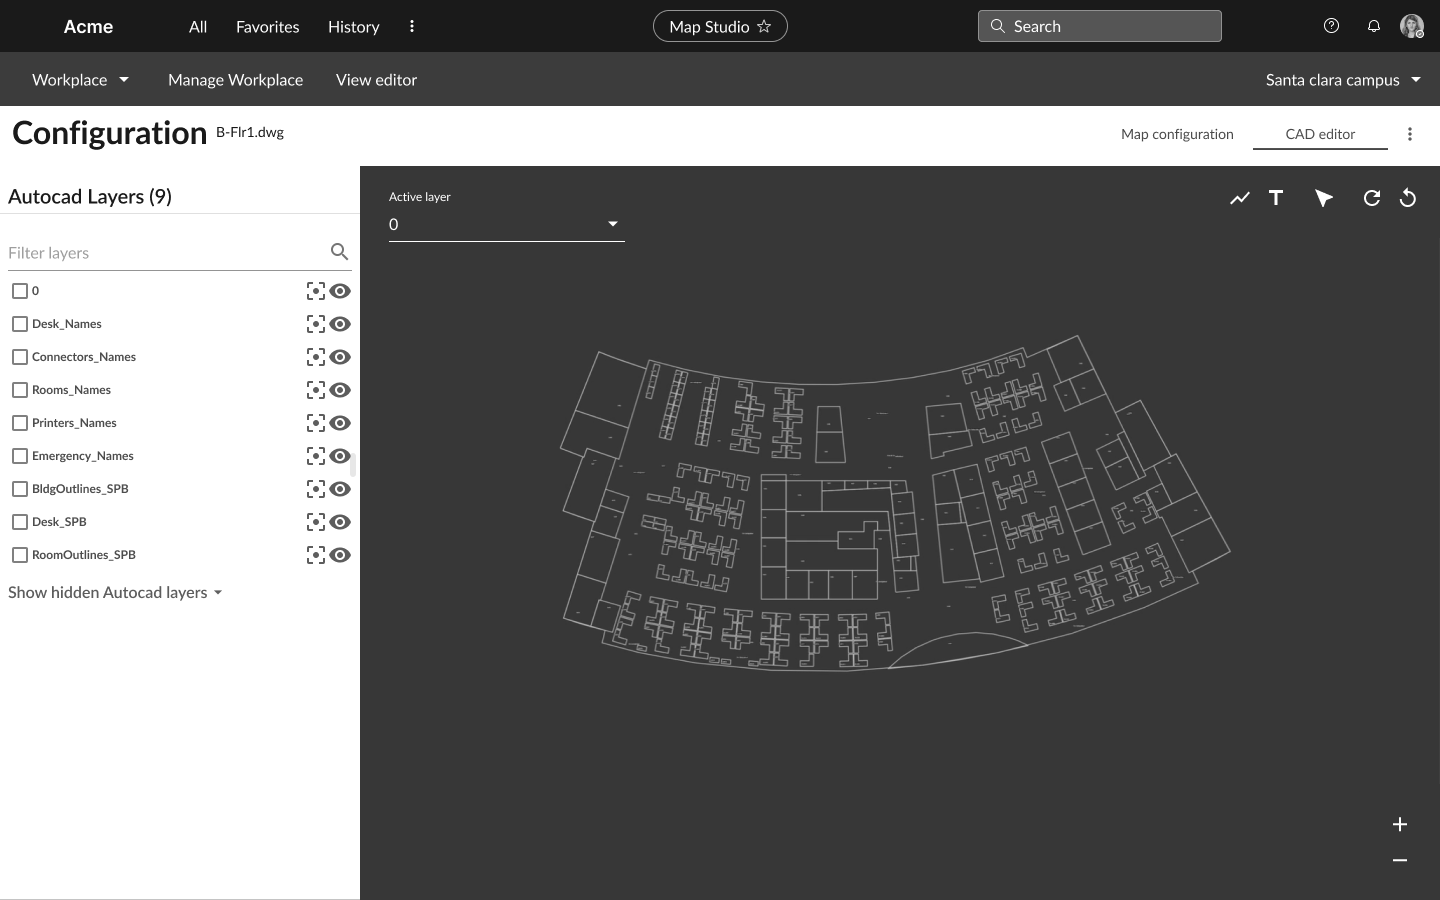 Acme
All
Favorites
History
Map Studio
Search
Workplace
Manage Workplace
View editor
Santa clara campus
Configuration B-Flr1.dwg
Map configuration
CAD editor
Autocad Layers (9)
Filter layers
0
Desk_Names
Connectors_Names
Rooms_Names
Printers_Names
Emergency_Names
BldgOutlines_SPB
Desk_SPB
RoomOutlines_SPB
Show hidden Autocad layers
Active layer
0
T